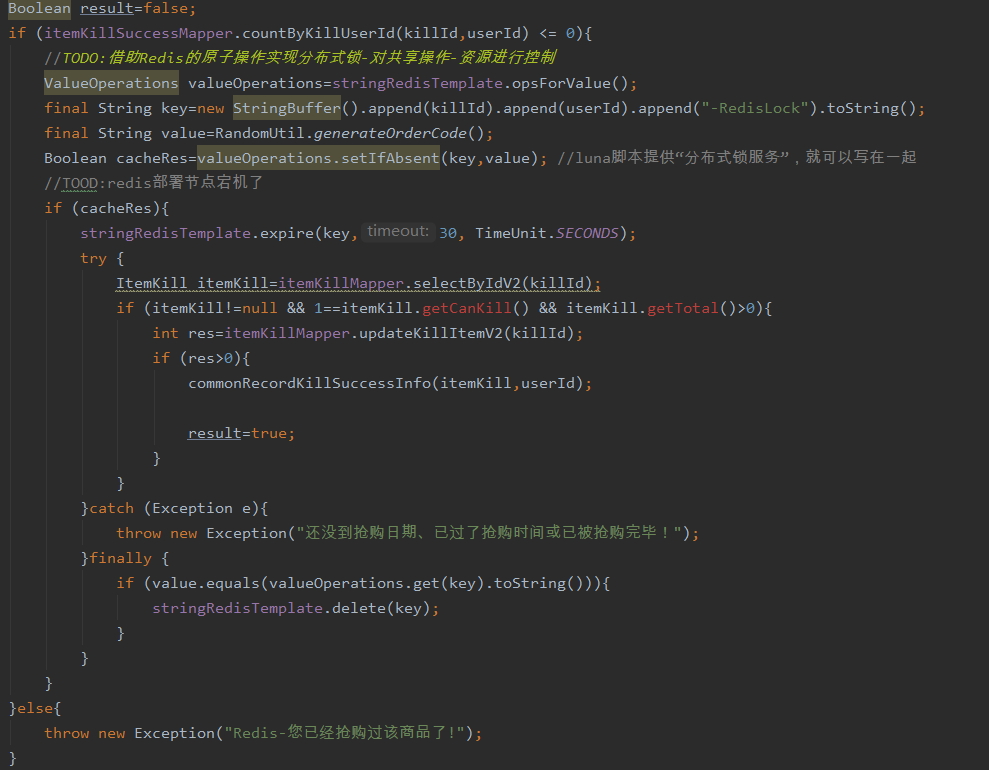 Boolean result=false;
if (itemKillSuccessMapper.countByKillUserId(killId,userId) <= 0){
//TODO:借助Redis的原子操作实现分布式锁-对共享操作-资源进行控制
ValueOperations valueOperations=stringRedisTemplate.opsForValue();
final String key=new StringBuffer().append(killId).append(userId).append("-RedisLock").toString();
final String value=RandomUtil.generateOrderCode();
Boolean cacheRes=valueOperations.setIfAbsent(key,value); //luna脚本提供“分布式锁服务”，就可以写在一起
//TOOD:redis部署节点宕机了
if (cacheRes){
stringRedisTemplate.expire(key, timeout: 30, TimeUnit.SECONDS);
try {
ItemKill itemKill=itemKillMapper.selectByIdV2(killId);
if (itemKill!=null && 1==itemKill.getCanKill() && itemKill.getTotal()>0){
int res=itemKillMapper.updateKillItemV2(killId);
if (res>0){
commonRecordKillSuccessInfo(itemKill,userId);
result=true;
}
}
}catch (Exception e){
throw new Exception("还没到抢购日期、已过了抢购时间或已被抢购完毕！");
}finally {
if (value.equals(valueOperations.get(key).toString())){
stringRedisTemplate.delete(key);
}
}
}
}else{
throw new Exception("Redis-您已经抢购过该商品了!");
}